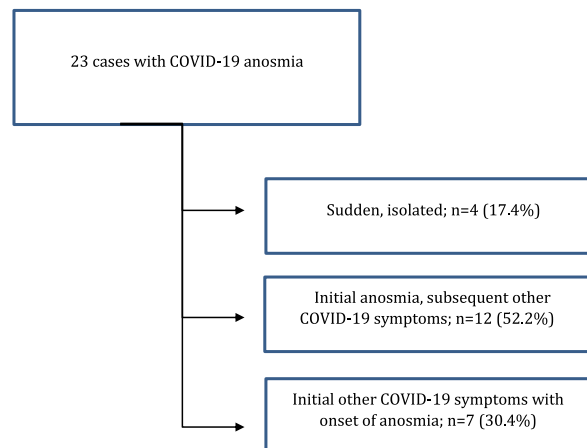 23 cases with COVID-19 anosmia
Sudden, isolated; n=4 (17.4%)
Initial anosmia, subsequent other
COVID-19 symptoms; n=12 (52.2%)
Initial other COVID-19 symptoms with
onset of anosmia; n=7 (30.4%)